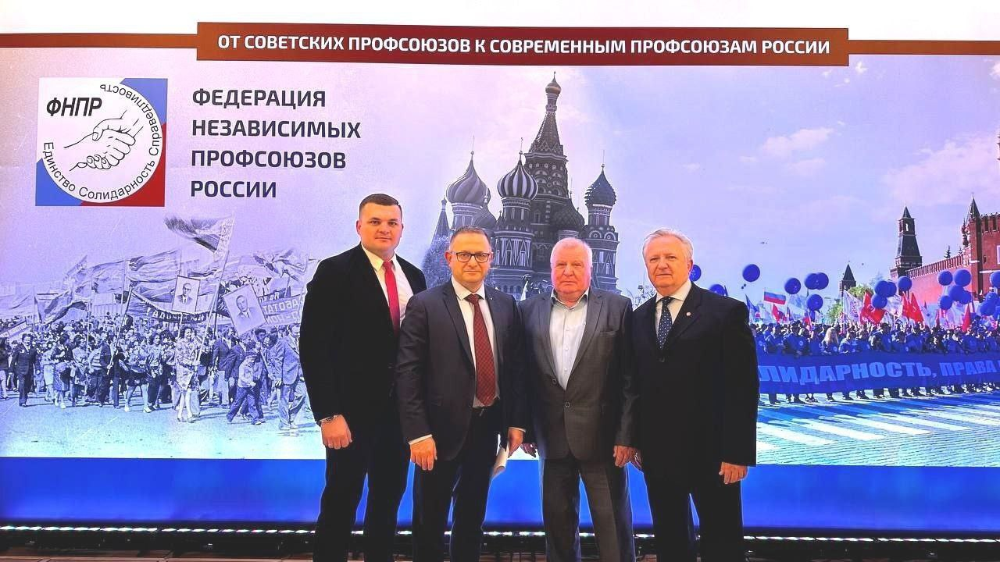 ОТ СОВЕТСКИХ ПРОФСОЮЗОВ К СОВРЕМЕННЫМ ПРОФСОЮЗАМ РОССИИ
ФНПР
Единство Солидарность Справедливость
ФЕДЕРАЦИЯ
НЕЗАВИСИМЫХ
ПРОФСОЮЗОВ
РОССИИ
ЛИДАРНОСТЬ, ПРАВА